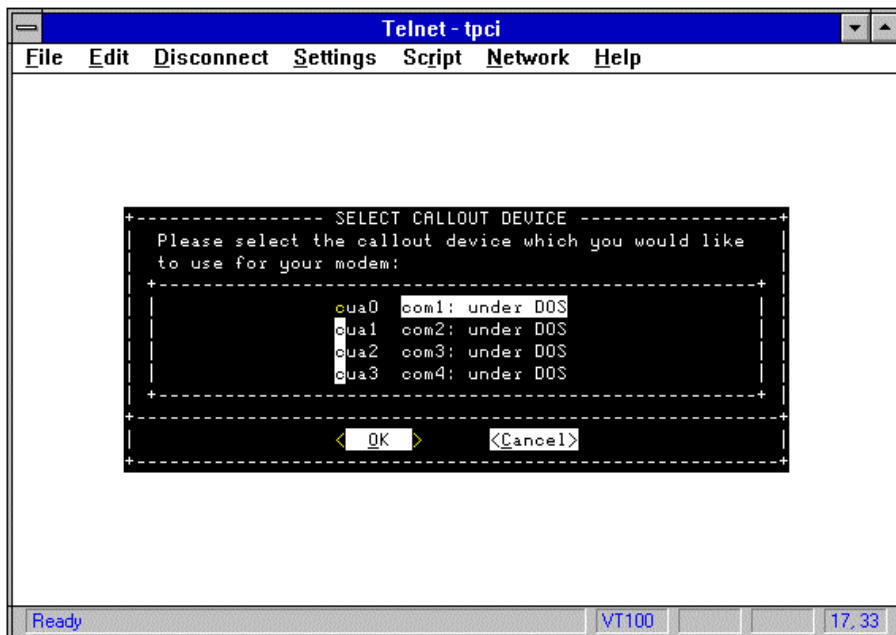 Telnet - tpci
File Edit Disconnect Settings Script Network Help
SELECT CALLOUT DEVICE
Please select the callout device which you would like
to use for your modem:
cua0 com1: under DOS
cua1 com2: under DOS
cua2 com3: under DOS
cua3 com4: under DOS
< OK > <Cancel>
Ready VT100 17, 33